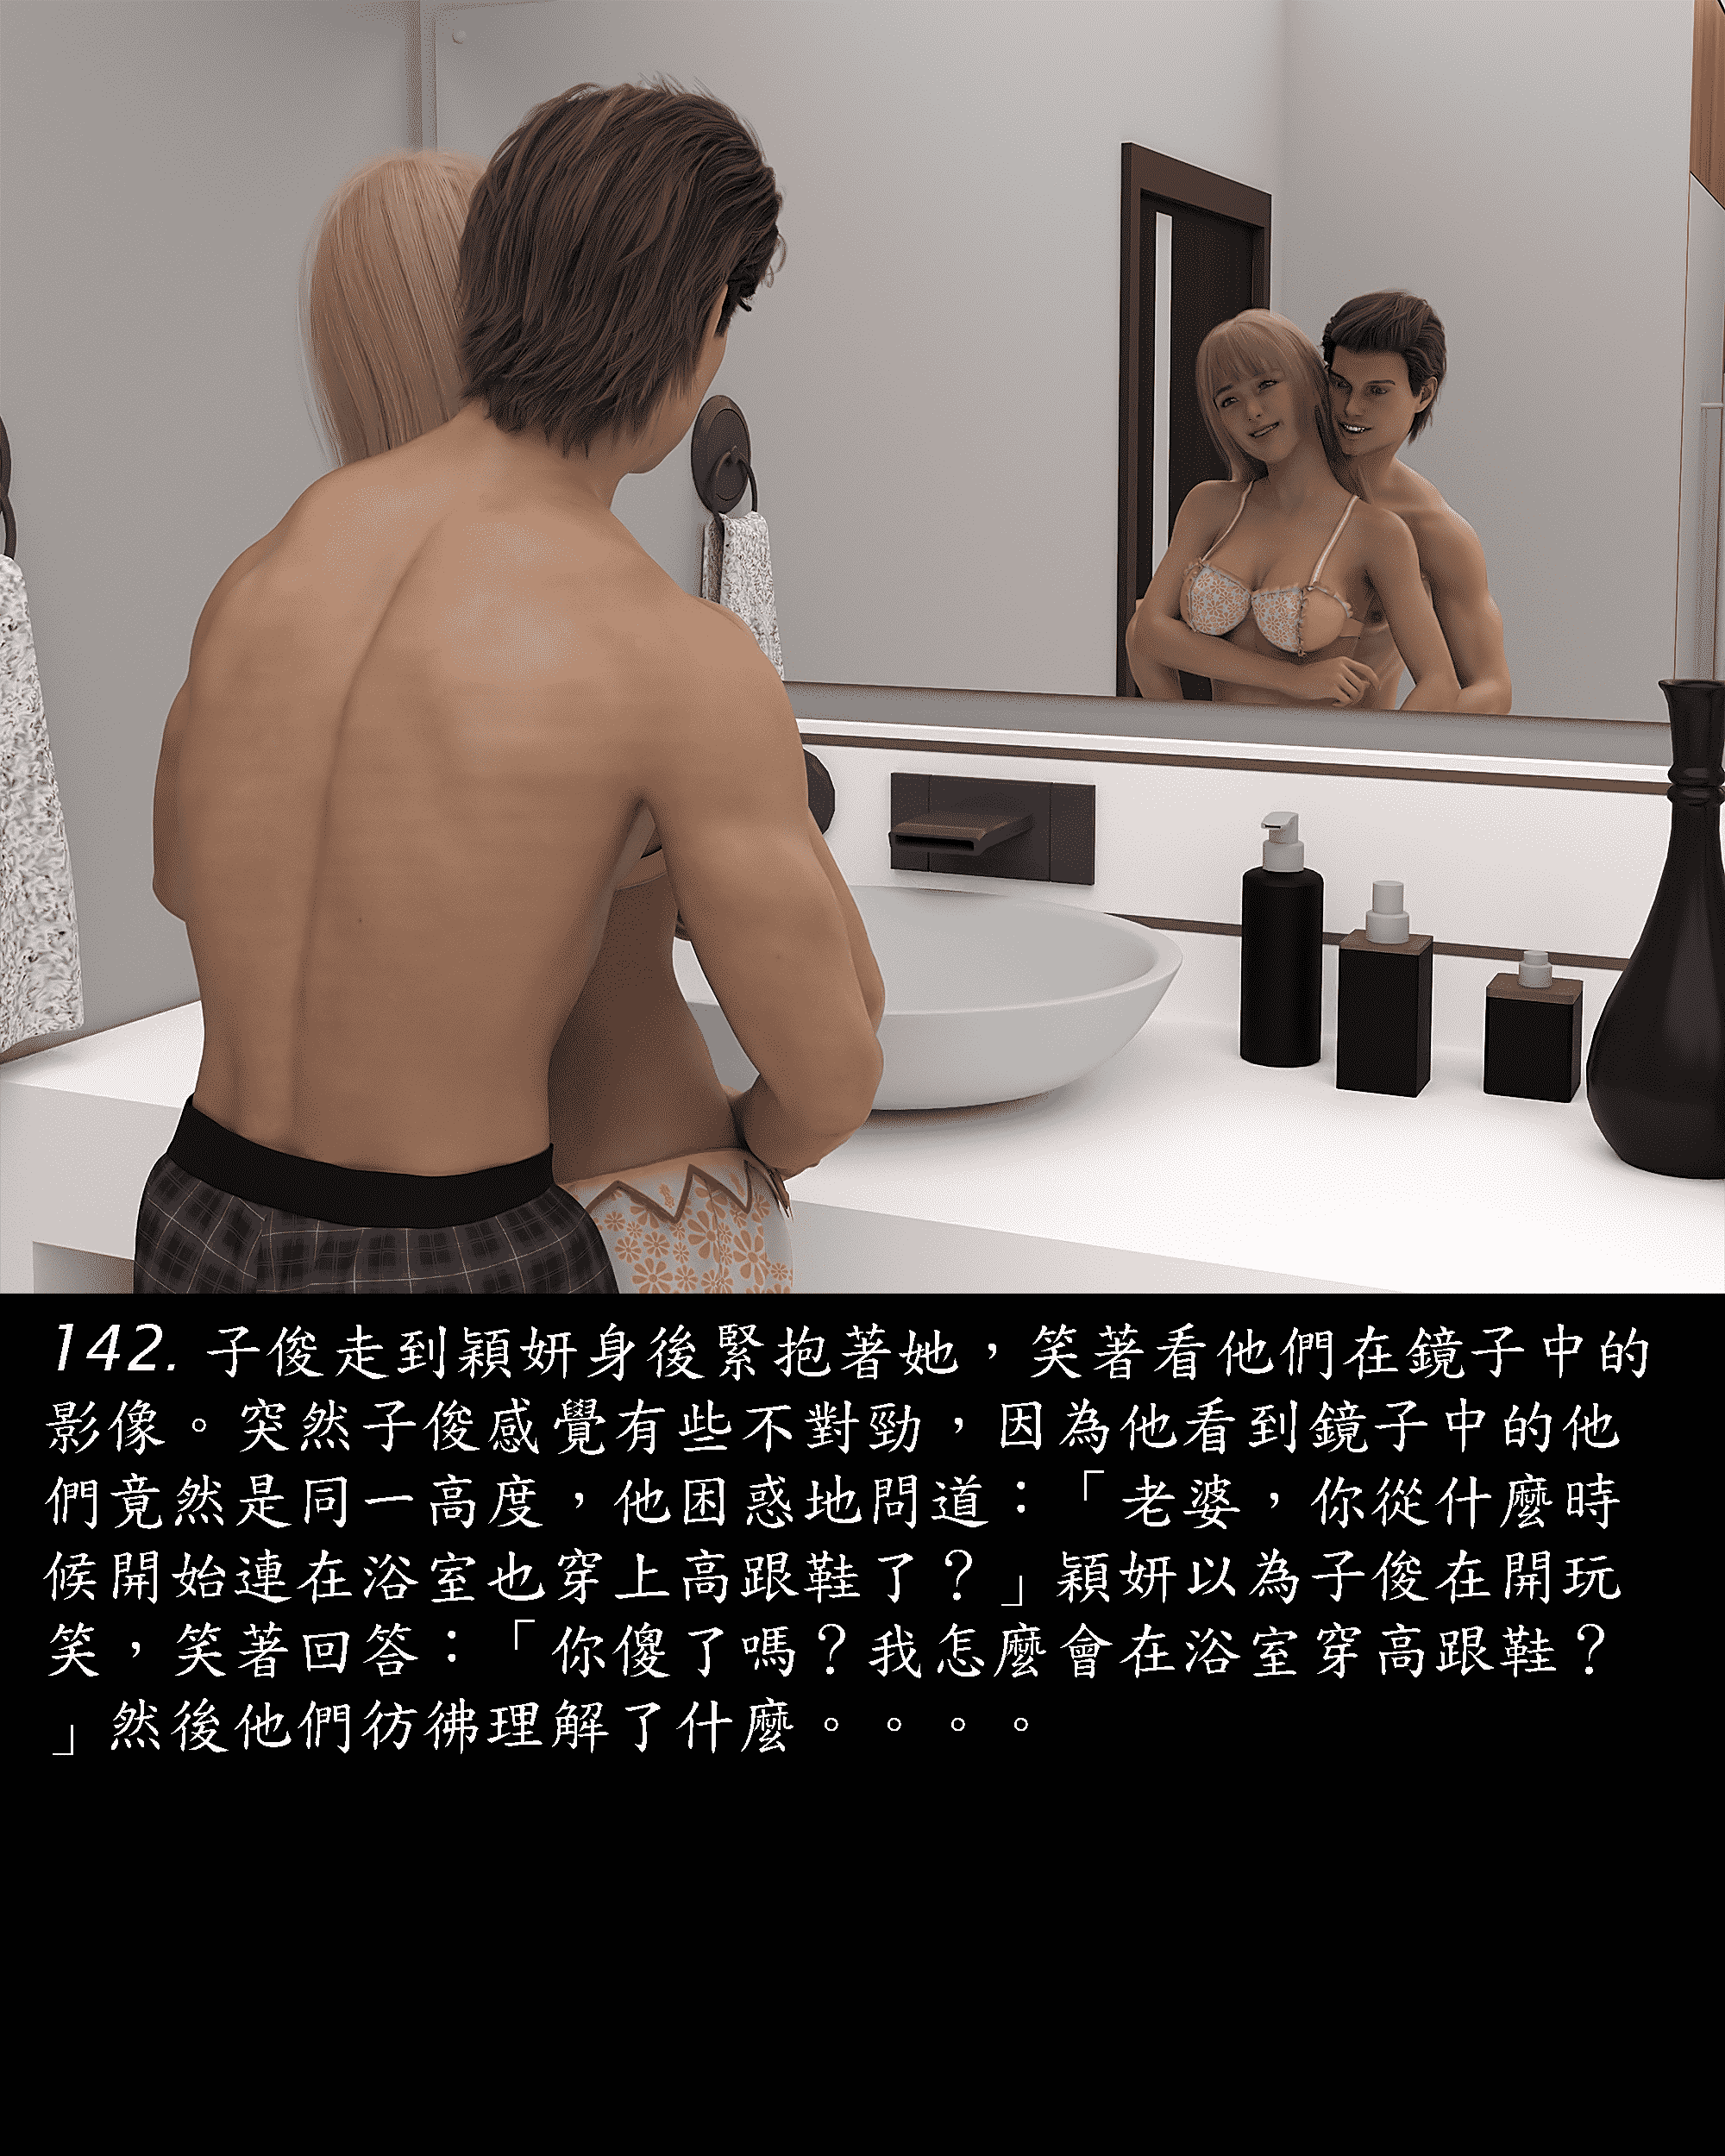 142. 子俊走到穎妍身後緊抱著她，笑著看他們在鏡子中的
影像。突然子俊感覺有些不對勁，因為他看到鏡子中的他
們竟然是同一高度，他困惑地問道：「老婆，你從什麼時
候開始連在浴室也穿上高跟鞋了？」穎妍以為子俊在開玩
笑，笑著回答：「你傻了嗎？我怎麼會在浴室穿高跟鞋？
」然後他們彷彿理解了什麼。。。。